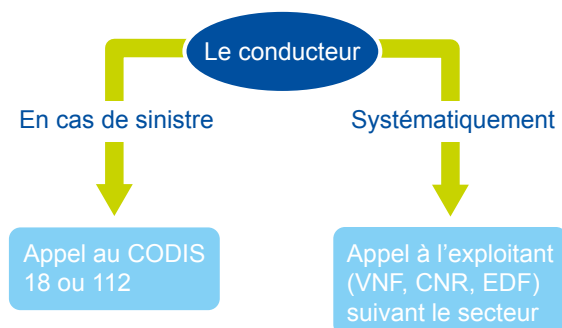 Le conducteur
En cas de sinistre
Systématiquement
Appel au CODIS
18 ou 112
Appel à l’exploitant
(VNF, CNR, EDF)
suivant le secteur